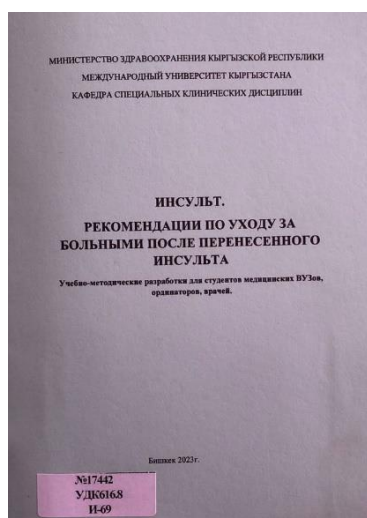 МИНИСТЕРСТВО ЗДРАВООХРАНЕНИЯ КЫРГЫЗСКОЙ РЕСПУБЛИКИ
МЕЖДУНАРОДНЫЙ УНИВЕРСИТЕТ КЫРГЫЗСТАНА
КАФЕДРА СПЕЦИАЛЬНЫХ КЛИНИЧЕСКИХ ДИСЦИПЛИН
ИНСУЛЬТ.
РЕКОМЕНДАЦИИ ПО УХОДУ ЗА
БОЛЬНЫМИ ПОСЛЕ ПЕРЕНЕСЕННОГО
ИНСУЛЬТА
Учебно-методические разработки для студентов медицинских ВУЗов,
ординаторов, врачей.
Бишкек 2023г.
№17442
УДК616.8
И-69